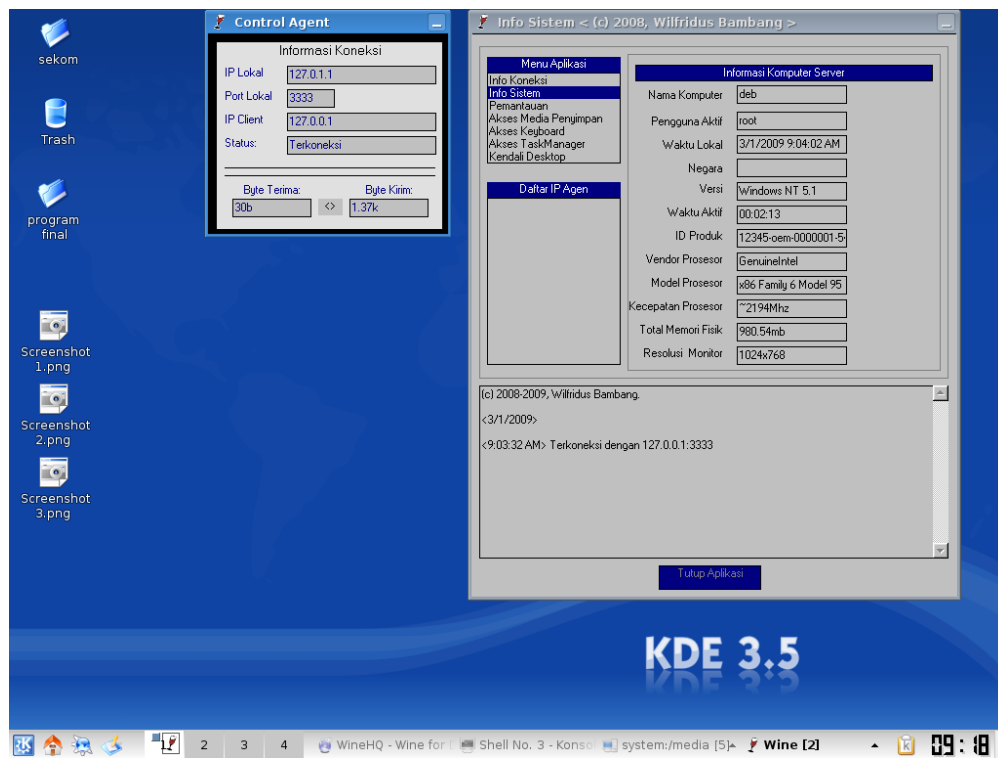 sekom
Trash
program
final
Screenshot
1.png
Screenshot
2.png
Screenshot
3.png
Control Agent
Informasi Koneksi
IP Lokal 127.0.1.1
Port Lokal 3333
IP Client 127.0.0.1
Status: Terkoneksi
Byte Terima: Byte Kirim:
30b <> 1.37k
Info Sistem < (c) 2008, Wilfridus Bambang >
Menu Aplikasi
Info Koneksi
Info Sistem
Pemantauan
Akses Media Penyimpan
Akses Keyboard
Akses TaskManager
Kendali Desktop
Daftar IP Agen
Informasi Komputer Server
Nama Komputer deb
Pengguna Aktif root
Waktu Lokal 3/1/2009 9:04:02 AM
Negara
Versi Windows NT 5.1
Waktu Aktif 00:02:13
ID Produk 12345-oem-0000001-5
Vendor Prosesor GenuineIntel
Model Prosesor x86 Family 6 Model 95
Kecepatan Prosesor ~2194Mhz
Total Memori Fisik 980.54mb
Resolusi Monitor 1024x768
(c) 2008-2009, Wilfridus Bambang.
<3/1/2009>
<9:03:32 AM> Terkoneksi dengan 127.0.0.1:3333
Tutup Aplikasi
KDE 3.5
2 3 4 WineHQ - Wine for Shell No. 3 - Konso system:/media [5] Wine [2] 09:18